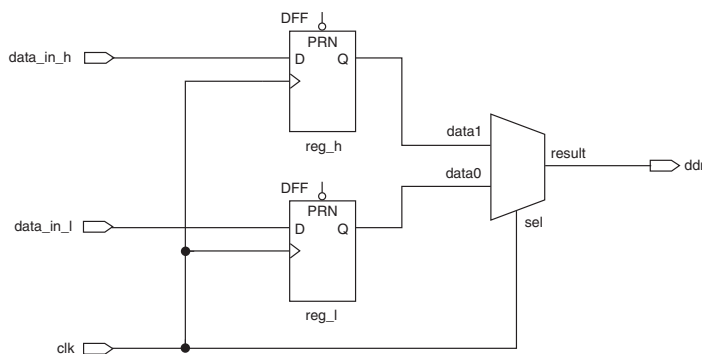 DFF
PRN
data_in_h
D
Q
reg_h
data1
result
data0
sel
DFF
PRN
data_in_l
D
Q
reg_l
clk